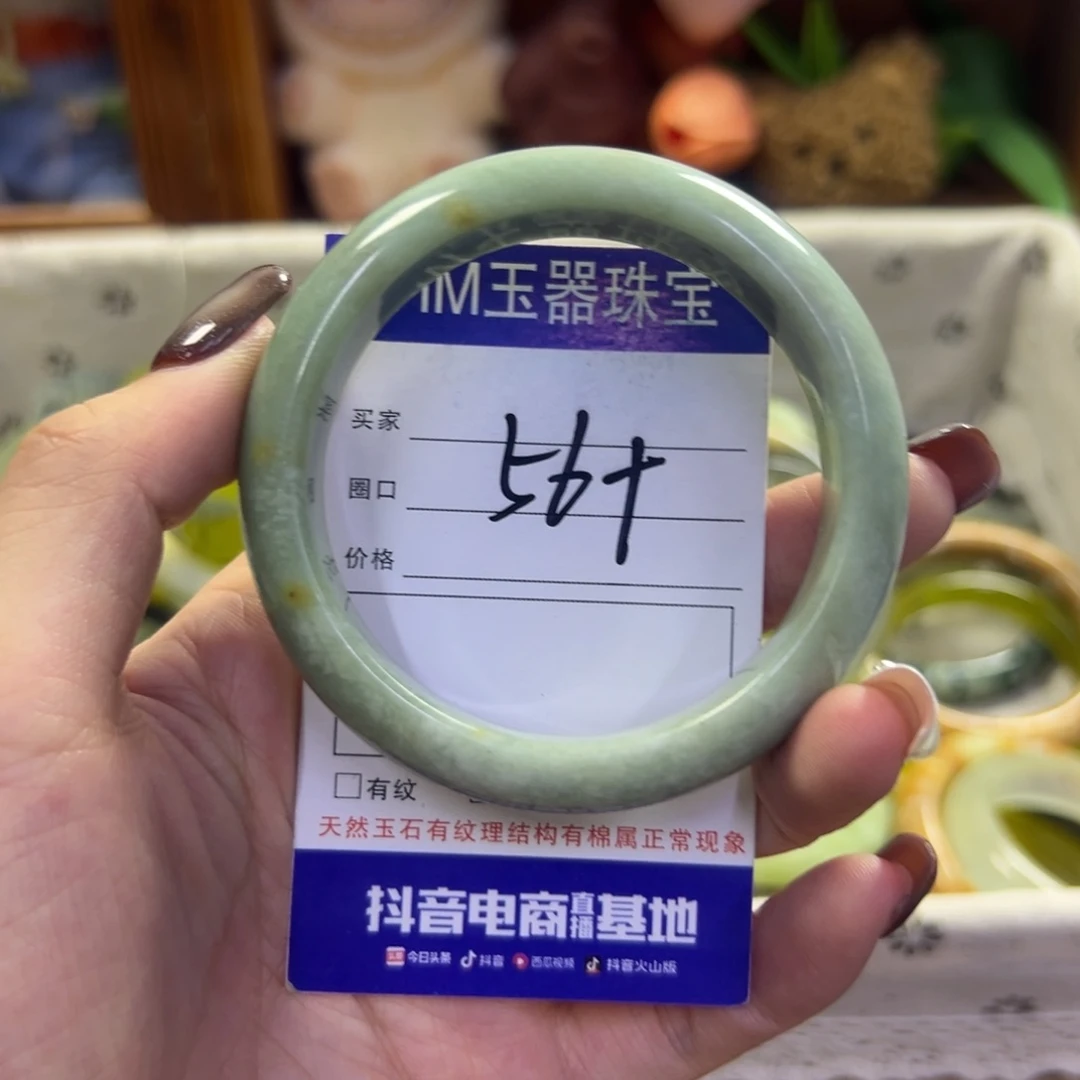 IM玉器珠宝
买家
圈口
价格
56+
有纹
天然玉石有纹理结构有棉属正常现象
抖音电商直播基地
今日头条 抖音 西瓜视频 抖音火山版